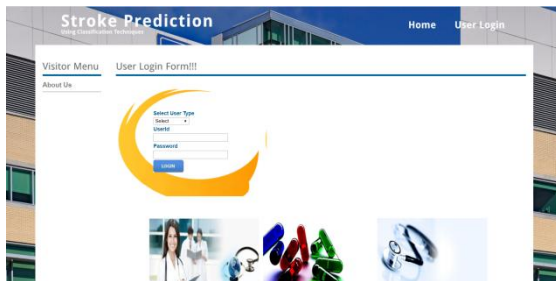 Stroke Prediction
Using Classification Techniques
Home
User Login
Visitor Menu
About Us
User Login Form!!!
Select User Type
Select
UserId
Password
LOGIN